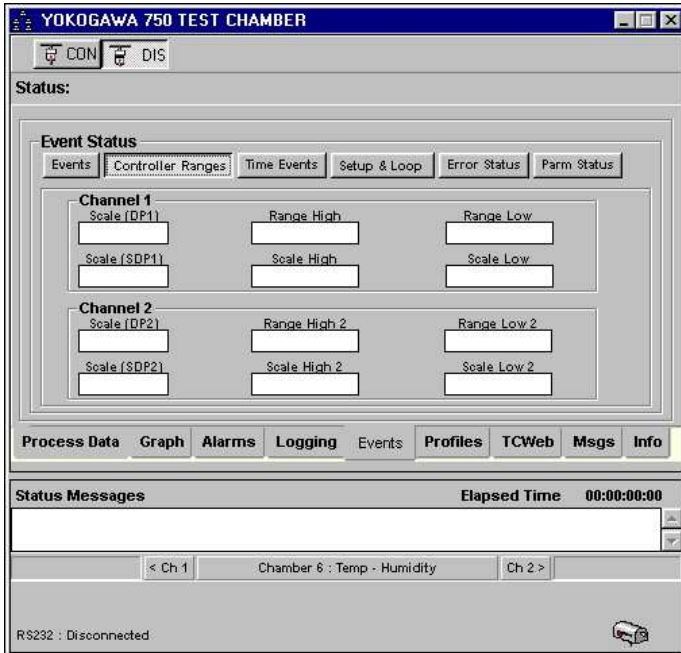 YOKOGAWA 750 TEST CHAMBER
CON DIS
Status:
Event Status
Events Controller Ranges Time Events Setup & Loop Error Status Parm Status
Channel 1
Scale (DP1) Range High Range Low
Scale (SDP1) Scale High Scale Low
Channel 2
Scale (DP2) Range High 2 Range Low 2
Scale (SDP2) Scale High 2 Scale Low 2
Process Data Graph Alarms Logging Events Profiles TCWeb Msgs Info
Status Messages Elapsed Time 00:00:00:00
< Ch 1 Chamber 6 : Temp - Humidity Ch 2 >
RS232 : Disconnected